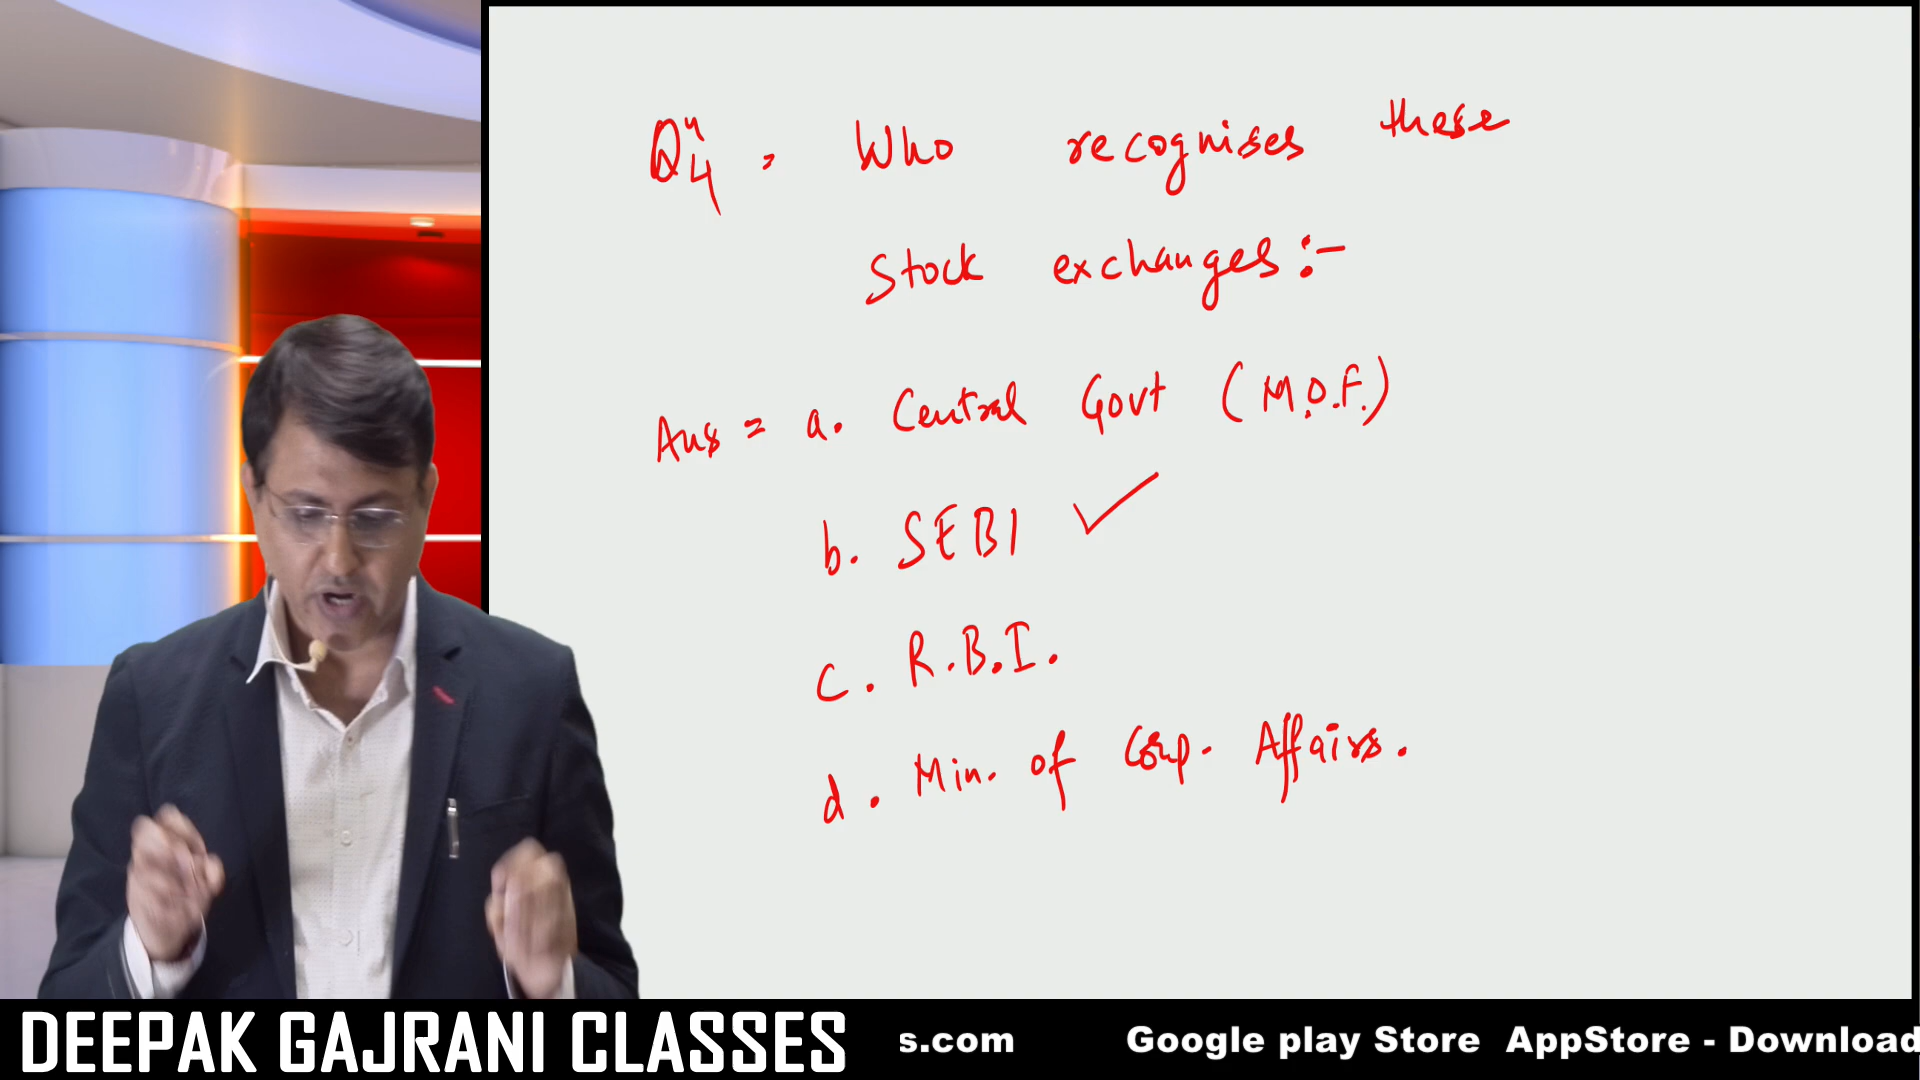 Qⁿ4. Who recognises these
Stock exchanges :-
Ans = a. Central Govt (M.O.F.)
b. SEBI ✓
c. R.B.I.
d. Min. of Corp. Affairs.
DEEPAK GAJRANI CLASSES s.com Google play Store AppStore - Download